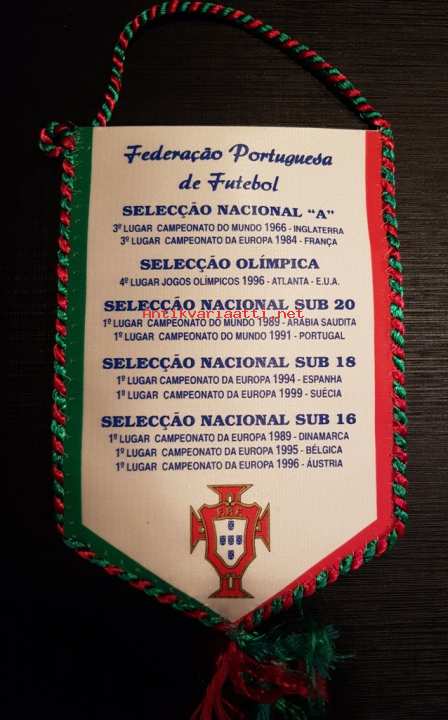 Federação Portuguesa
de Futebol
SELECÇÃO NACIONAL "A"
3º LUGAR CAMPEONATO DO MUNDO 1966 - INGLATERRA
3º LUGAR CAMPEONATO DA EUROPA 1984 - FRANÇA
SELECÇÃO OLÍMPICA
4º LUGAR JOGOS OLÍMPICOS 1996 - ATLANTA - E.U.A.
SELECÇÃO NACIONAL SUB 20
Antikvariaatti.net
1º LUGAR CAMPEONATO DO MUNDO 1989 - ARÁBIA SAUDITA
1º LUGAR CAMPEONATO DO MUNDO 1991 - PORTUGAL
SELECÇÃO NACIONAL SUB 18
1º LUGAR CAMPEONATO DA EUROPA 1994 - ESPANHA
1º LUGAR CAMPEONATO DA EUROPA 1999 - SUÉCIA
SELECÇÃO NACIONAL SUB 16
1º LUGAR CAMPEONATO DA EUROPA 1989 - DINAMARCA
1º LUGAR CAMPEONATO DA EUROPA 1995 - BÉLGICA
1º LUGAR CAMPEONATO DA EUROPA 1996 - ÁUSTRIA
F.P.F.